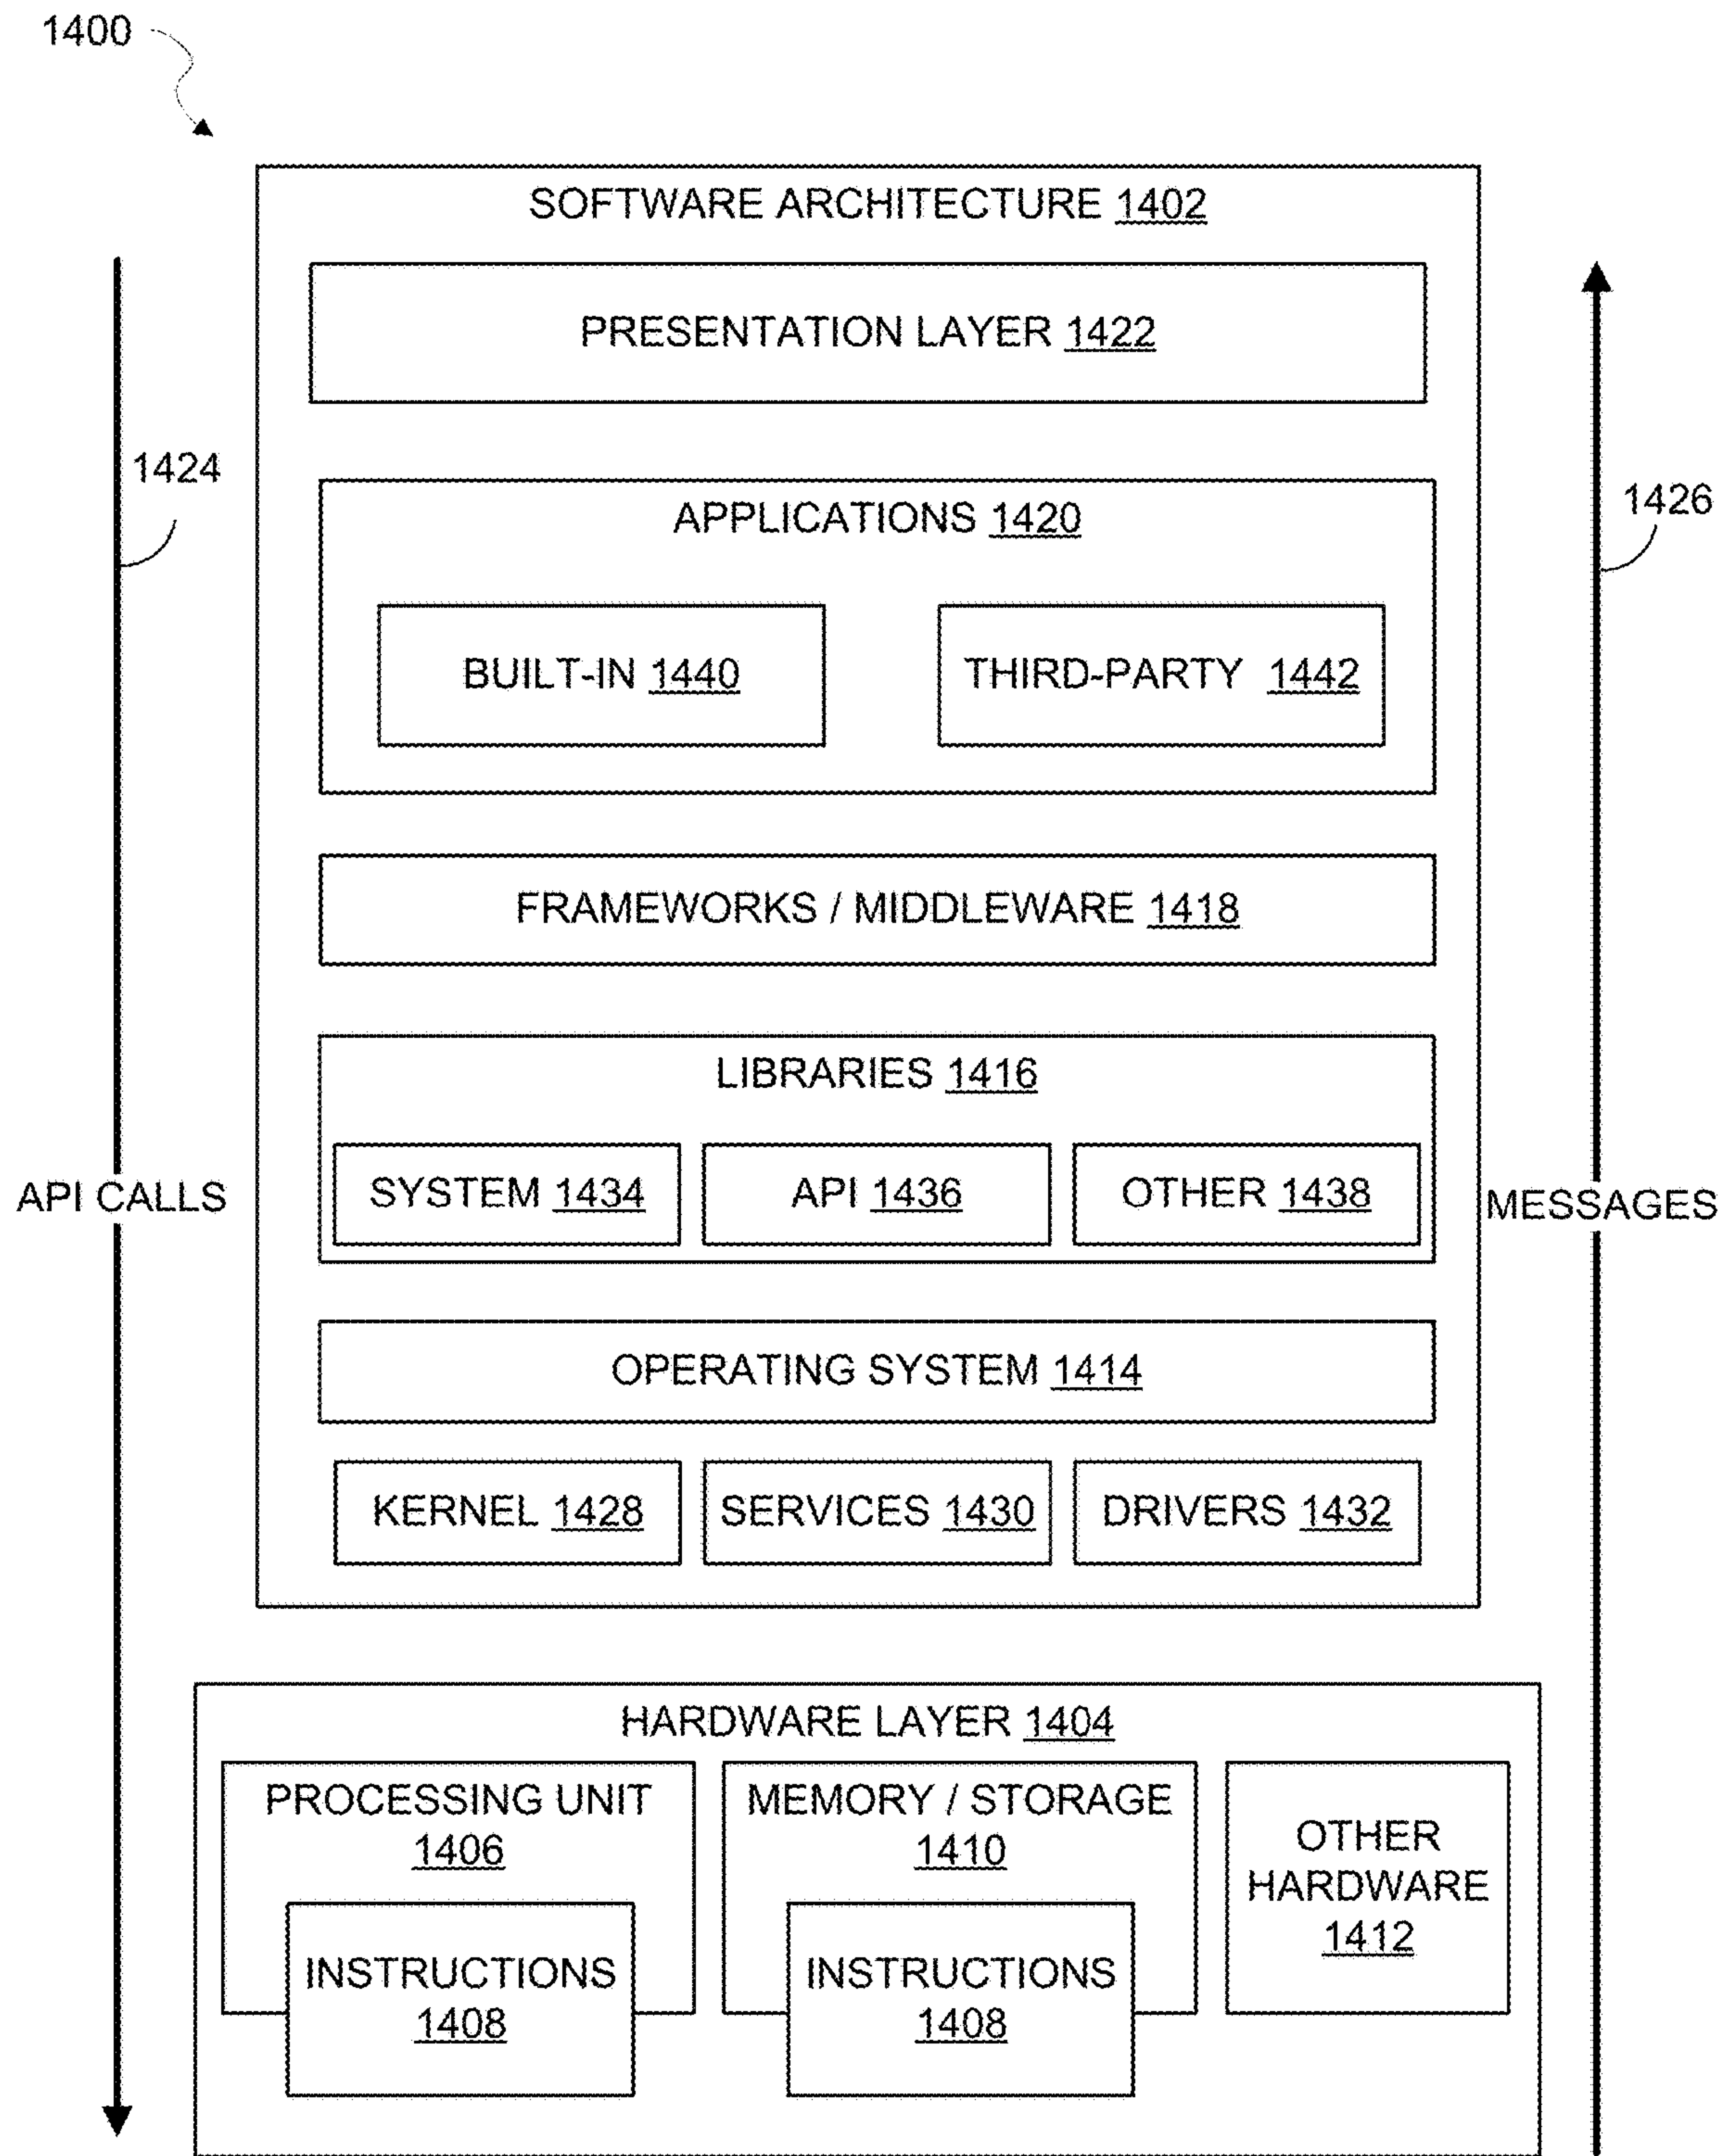 1400
SOFTWARE ARCHITECTURE 1402
PRESENTATION LAYER 1422
1424
1426
APPLICATIONS 1420
BUILT-IN 1440
THIRD-PARTY 1442
FRAMEWORKS / MIDDLEWARE 1418
LIBRARIES 1416
SYSTEM 1434
API 1436
OTHER 1438
API CALLS
MESSAGES
OPERATING SYSTEM 1414
KERNEL 1428
SERVICES 1430
DRIVERS 1432
HARDWARE LAYER 1404
PROCESSING UNIT
1406
INSTRUCTIONS
1408
MEMORY / STORAGE
1410
INSTRUCTIONS
1408
OTHER
HARDWARE
1412